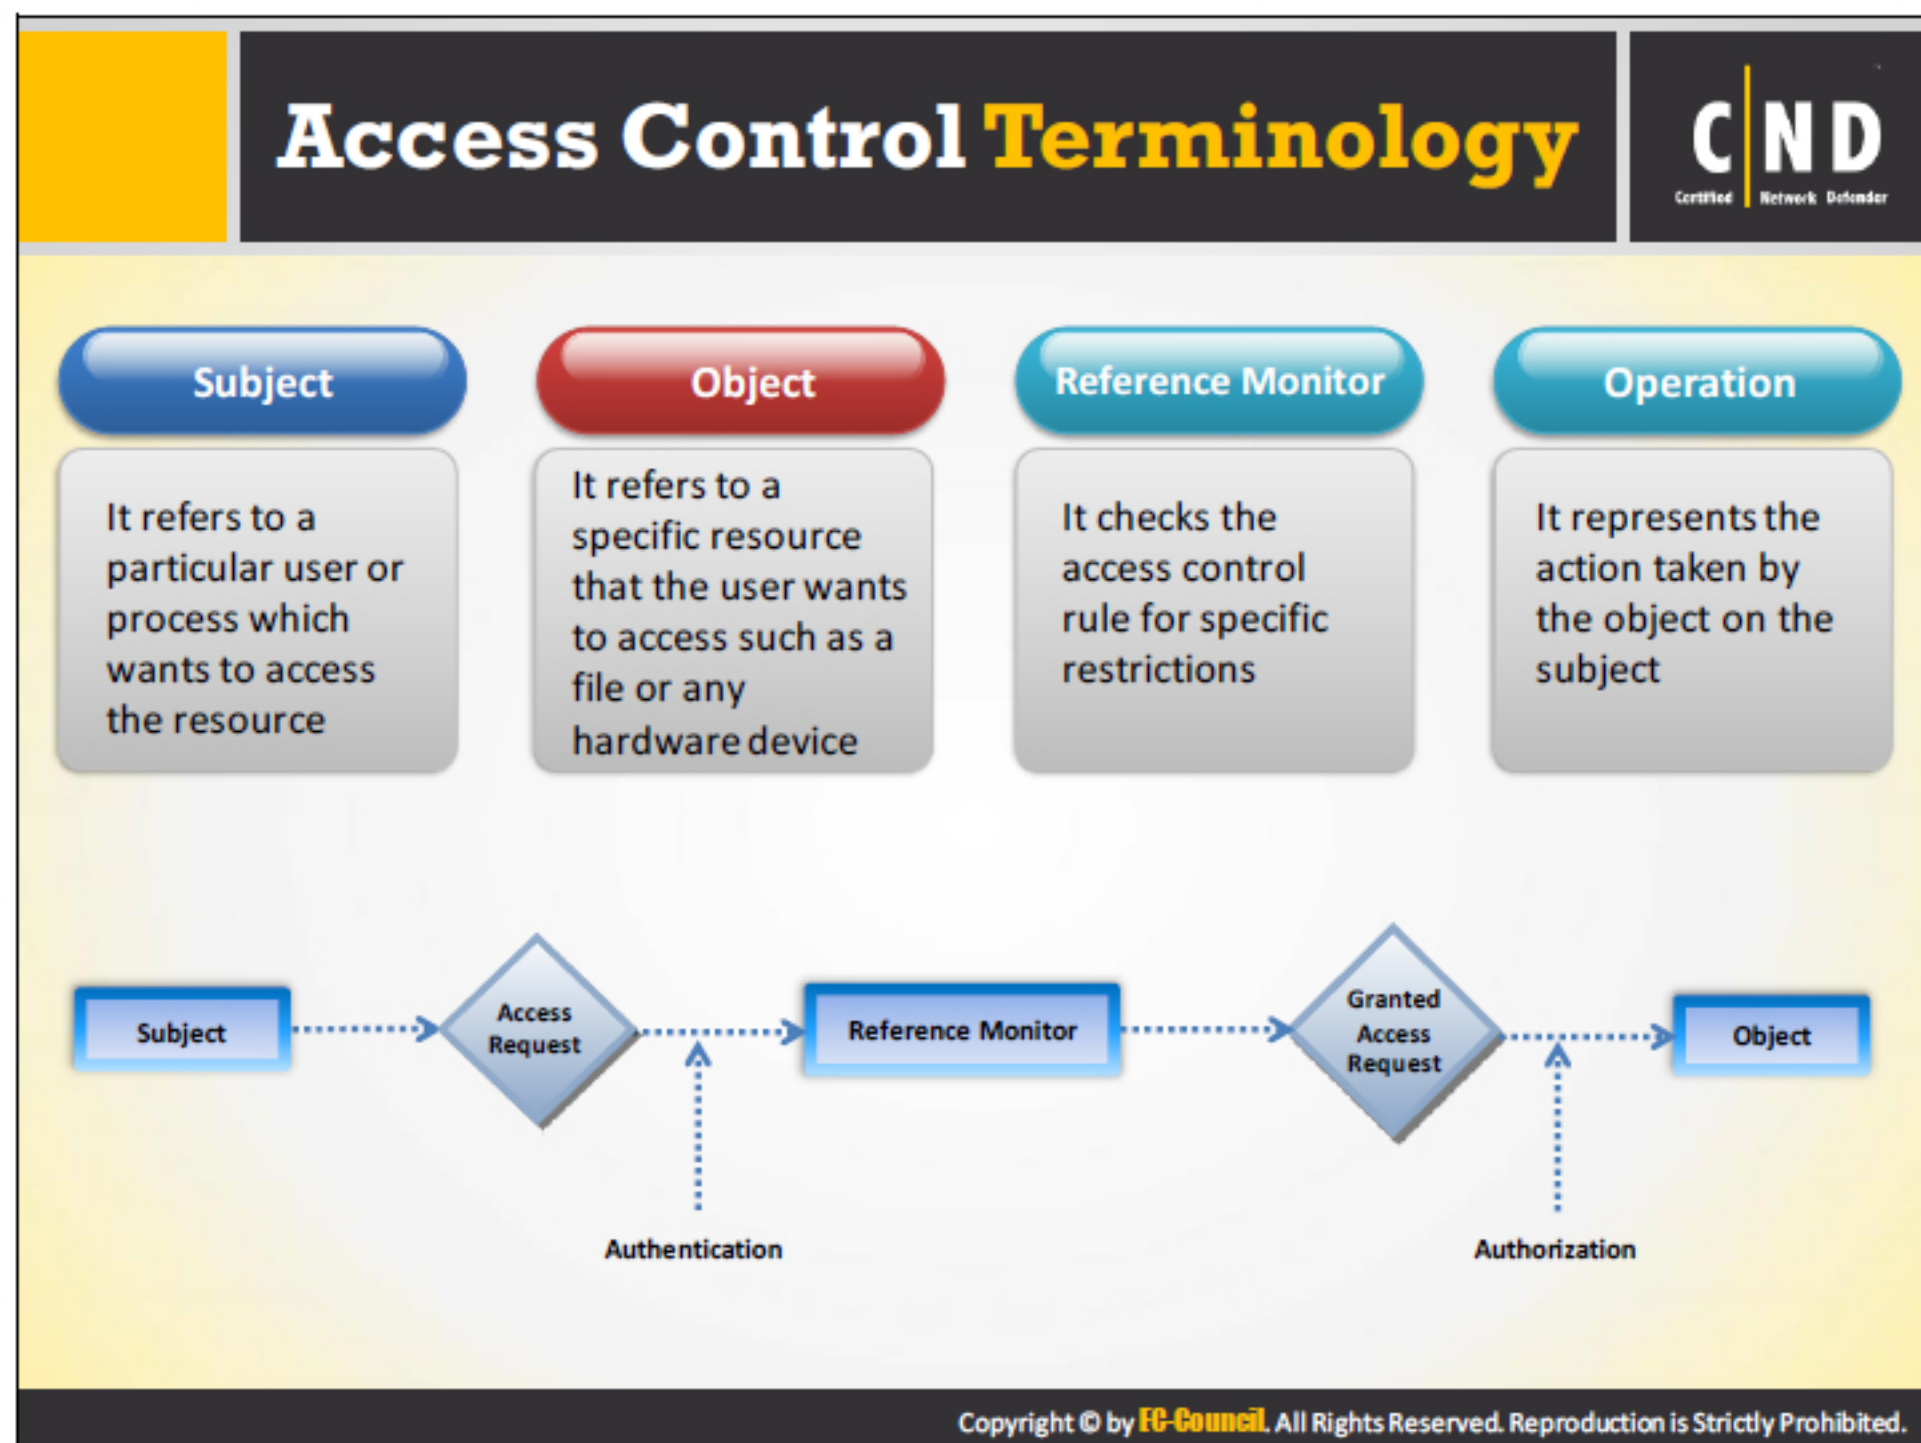 Access Control Terminology
C N D
Certified Network Defender
Subject
It refers to a
particular user or
process which
wants to access
the resource
Object
It refers to a
specific resource
that the user wants
to access such as a
file or any
hardware device
Reference Monitor
It checks the
access control
rule for specific
restrictions
Operation
It represents the
action taken by
the object on the
subject
Subject
Access
Request
Reference Monitor
Granted
Access
Request
Object
Authentication
Authorization
Copyright © by EC-Council. All Rights Reserved. Reproduction is Strictly Prohibited.